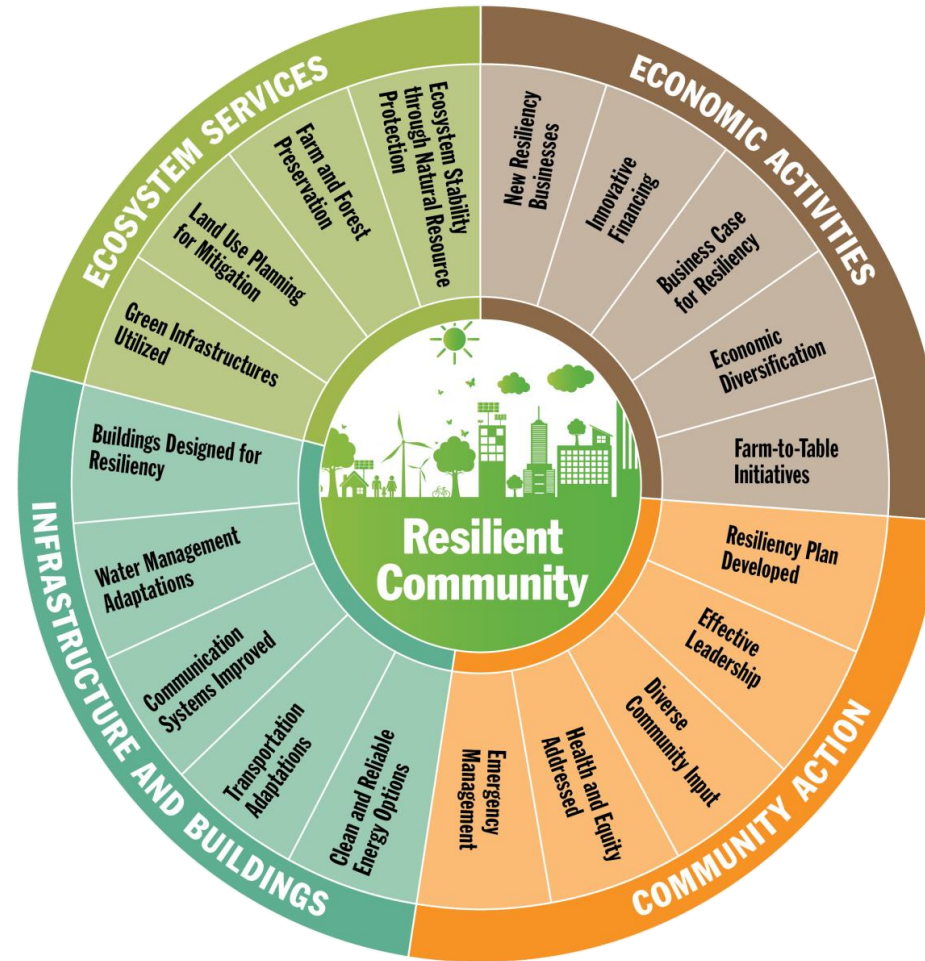 ECOSYSTEM SERVICES
Green Infrastructures
Utilized
Land Use Planning
for Mitigation
Farm and Forest
Preservation
Ecosystem Stability
through Natural Resource
Protection
ECONOMIC ACTIVITIES
New Resiliency
Businesses
Innovative
Financing
Business Case
for Resiliency
Economic
Diversification
Farm-to-Table
Initiatives
COMMUNITY ACTION
Resiliency Plan
Developed
Effective
Leadership
Diverse
Community Input
Health and Equity
Addressed
Emergency
Management
INFRASTRUCTURE AND BUILDINGS
Clean and Reliable
Energy Options
Transportation
Adaptations
Communication
Systems Improved
Water Management
Adaptations
Buildings Designed for
Resiliency
Resilient
Community